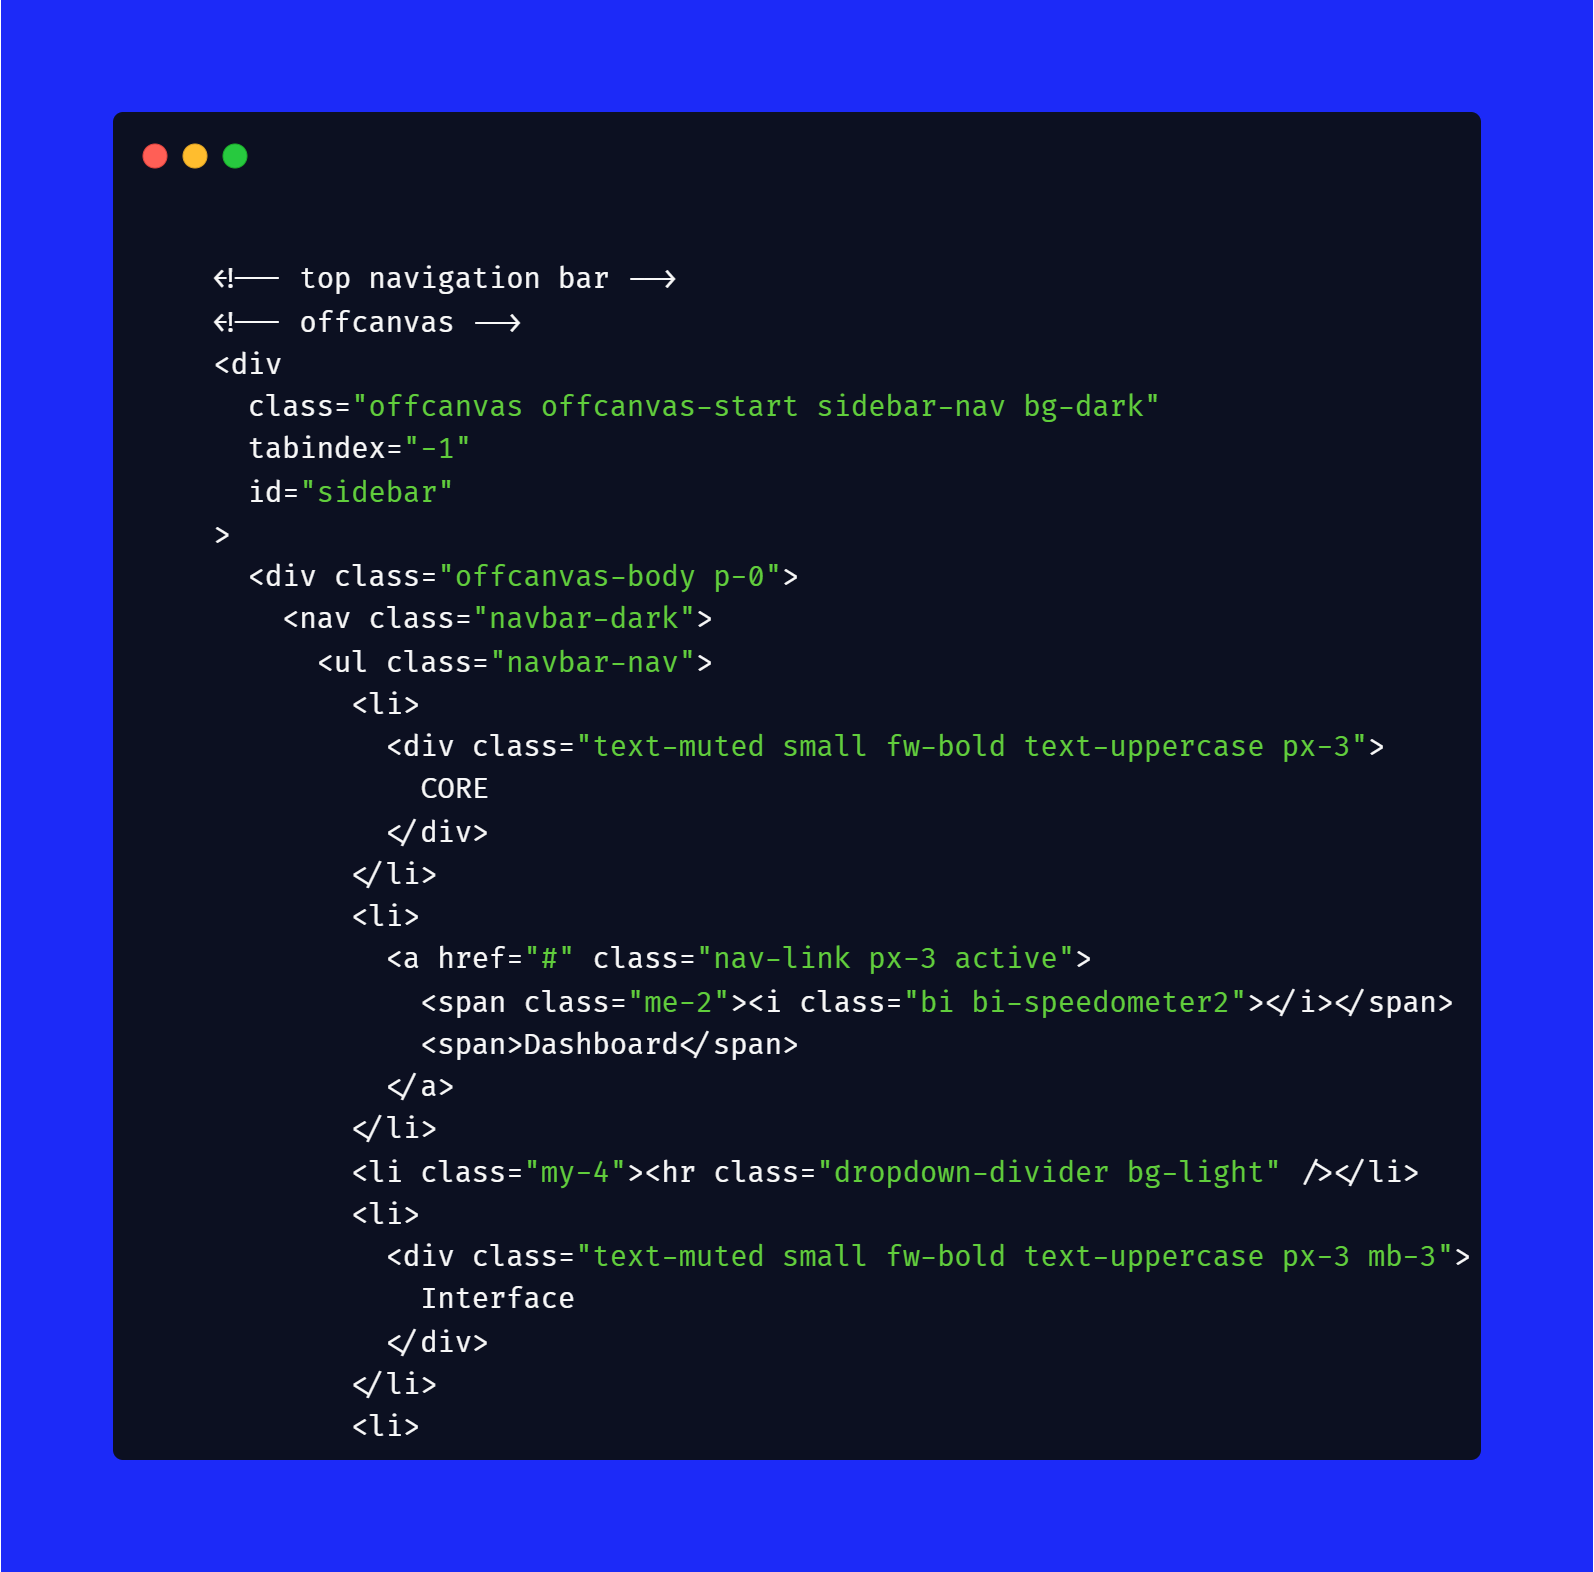 <!-- top navigation bar -->
<!-- offcanvas -->
<div
  class="offcanvas offcanvas-start sidebar-nav bg-dark"
  tabindex="-1"
  id="sidebar"
>
  <div class="offcanvas-body p-0">
    <nav class="navbar-dark">
      <ul class="navbar-nav">
        <li>
          <div class="text-muted small fw-bold text-uppercase px-3">
            CORE
          </div>
        </li>
        <li>
          <a href="#" class="nav-link px-3 active">
            <span class="me-2"><i class="bi bi-speedometer2"></i></span>
            <span>Dashboard</span>
          </a>
        </li>
        <li class="my-4"><hr class="dropdown-divider bg-light" /></li>
        <li>
          <div class="text-muted small fw-bold text-uppercase px-3 mb-3">
            Interface
          </div>
        </li>
        <li>